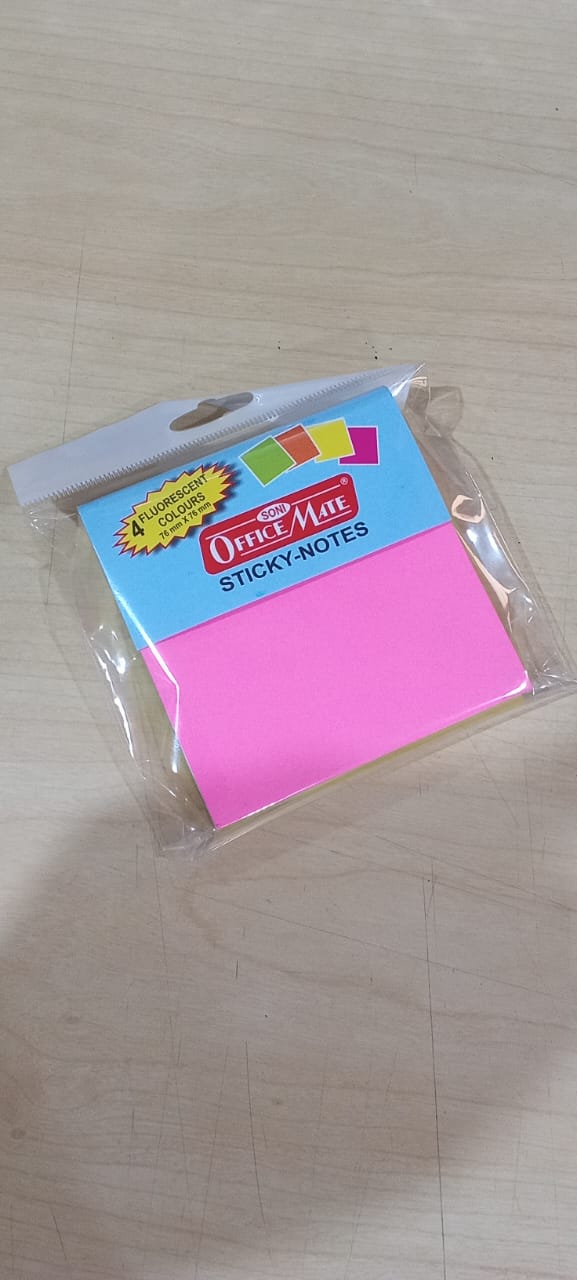 4 FLUORESCENT
COLOURS
76 mm X 76 mm
SONI
OFFICE MATE®
STICKY-NOTES